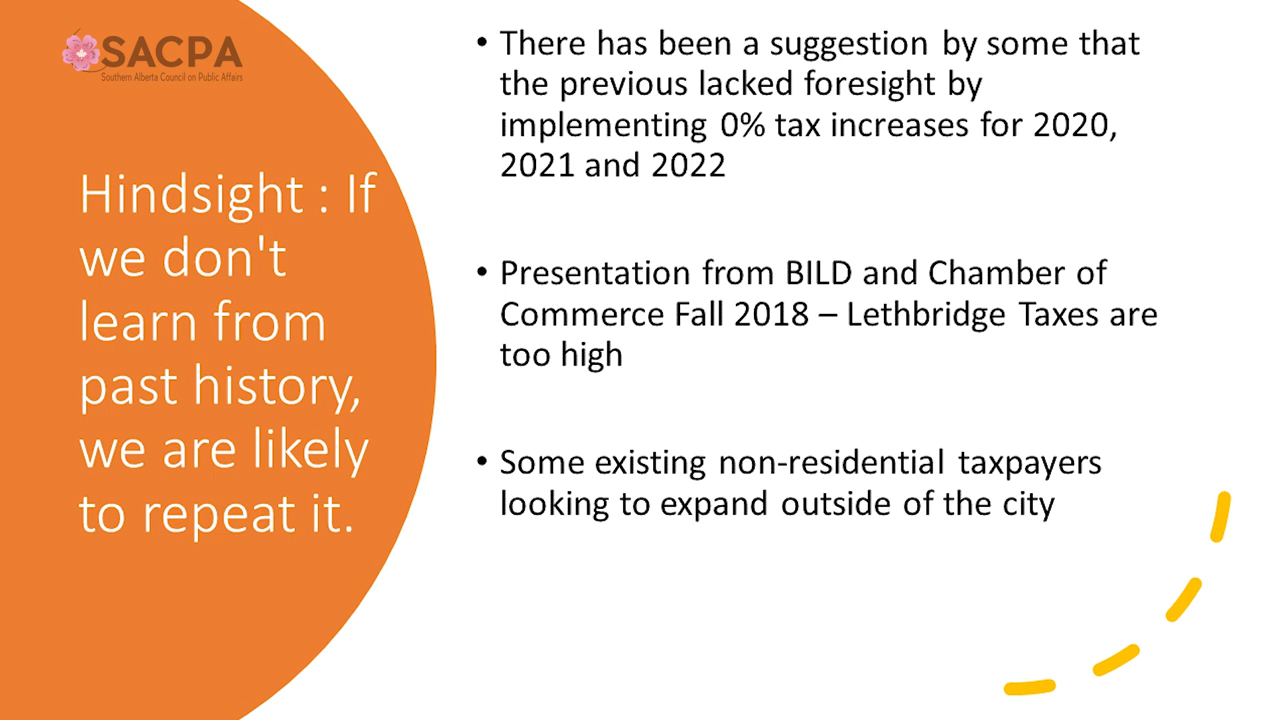 SACPA
Southern Alberta Council on Public Affairs
Hindsight : If
we don't
learn from
past history,
we are likely
to repeat it.
• There has been a suggestion by some that
the previous lacked foresight by
implementing 0% tax increases for 2020,
2021 and 2022
• Presentation from BILD and Chamber of
Commerce Fall 2018 – Lethbridge Taxes are
too high
• Some existing non-residential taxpayers
looking to expand outside of the city